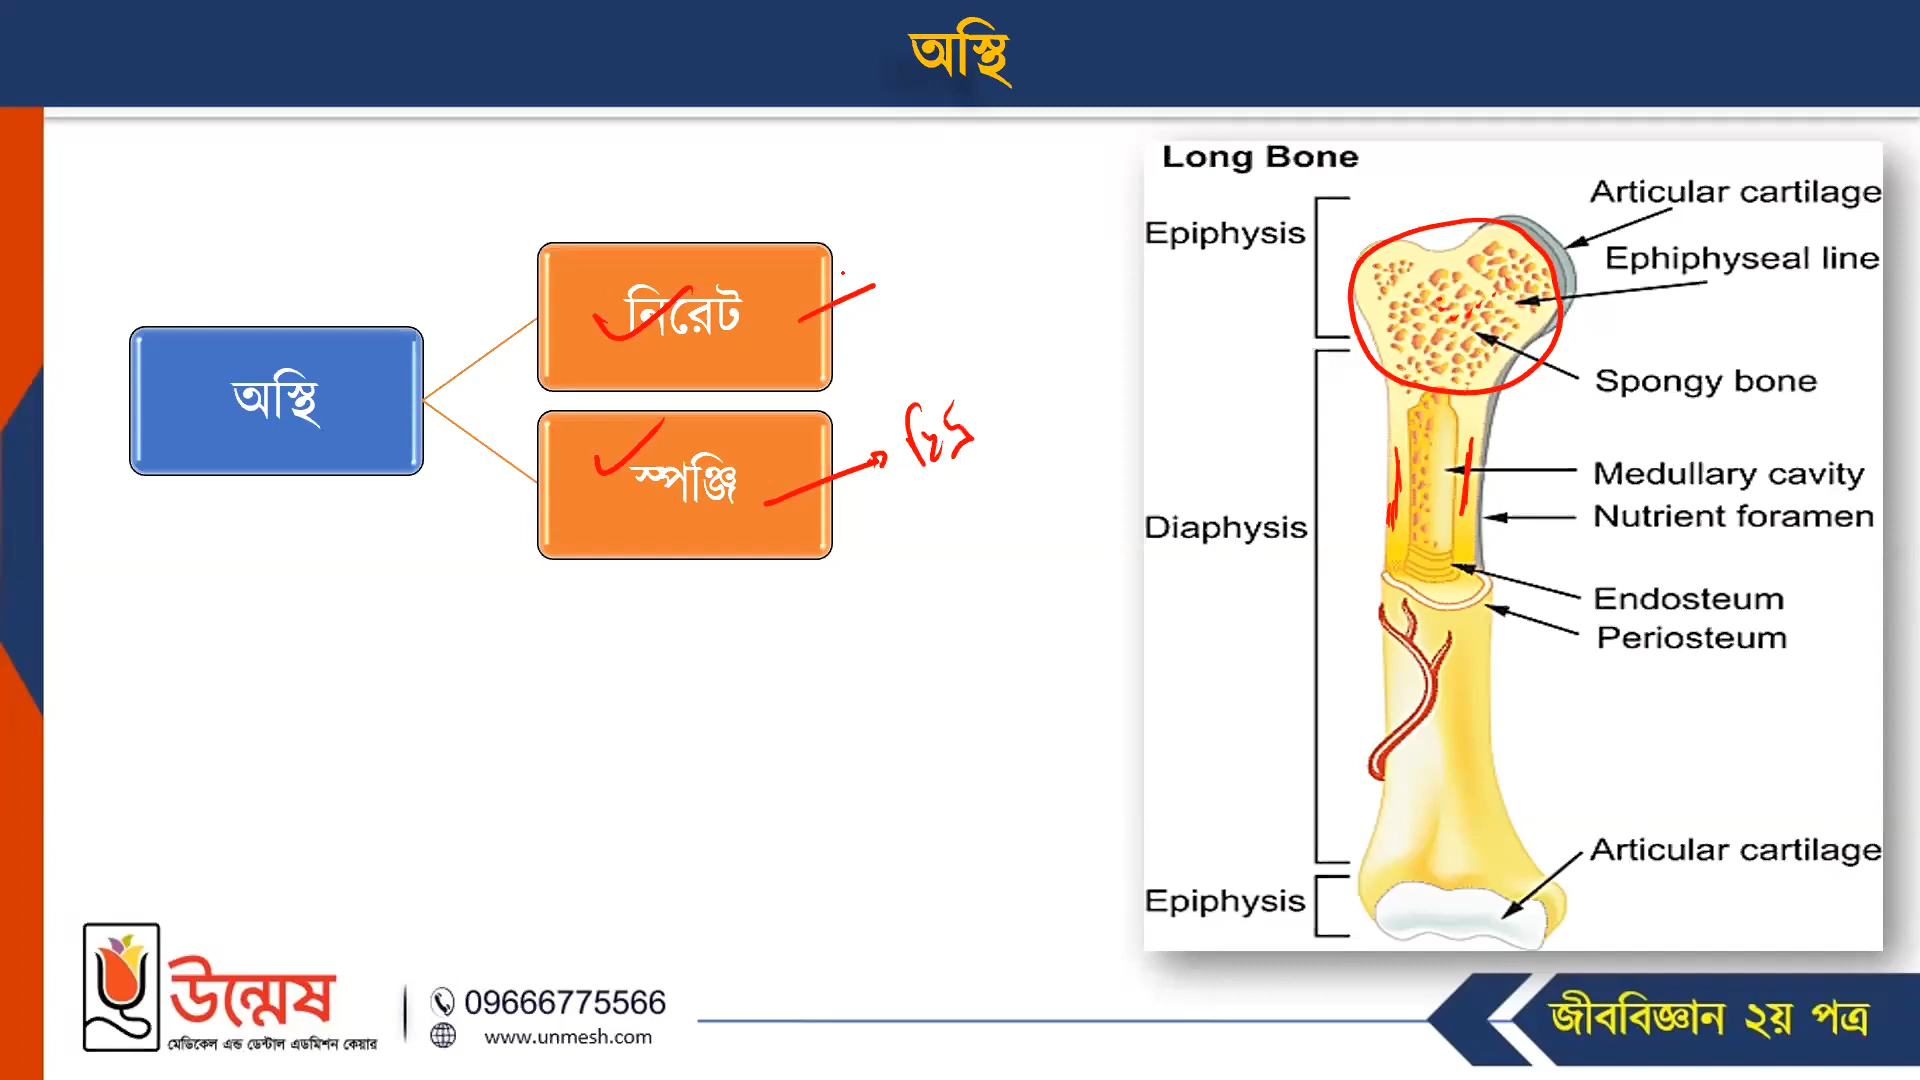 অস্থি
অস্থি
নিরেট
স্পঞ্জি
Long Bone
Epiphysis
Articular cartilage
Ephiphyseal line
Spongy bone
Medullary cavity
Nutrient foramen
Diaphysis
Endosteum
Periosteum
Articular cartilage
Epiphysis
উন্মেষ
মেডিকেল এন্ড ডেন্টাল এডমিশন কেয়ার
09666775566
www.unmesh.com
জীববিজ্ঞান ২য় পত্র